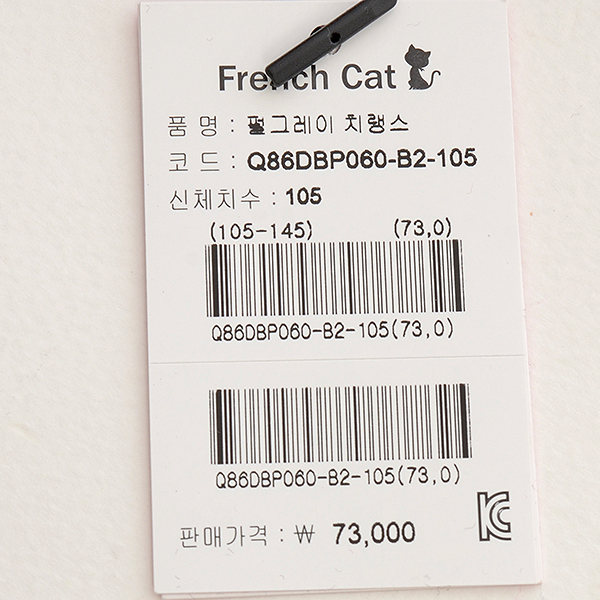 French Cat
품 명 : 펄그레이 치랭스
코 드 : Q86DBP060-B2-105
신체치수 : 105
(105-145) (73,0)
Q86DBP060-B2-105(73,0)
Q86DBP060-B2-105(73,0)
판매가격 : ₩ 73,000
KC